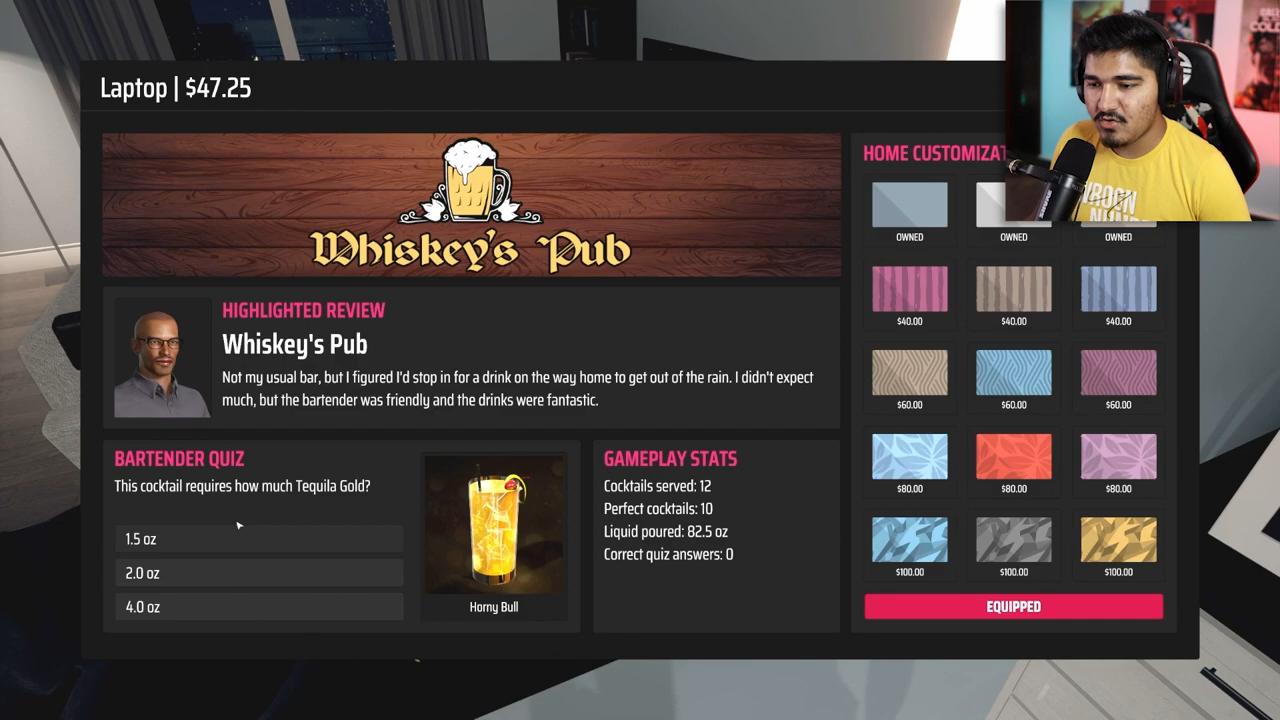 Laptop | $47.25
Whiskey's Pub
HIGHLIGHTED REVIEW
Whiskey's Pub
Not my usual bar, but I figured I'd stop in for a drink on the way home to get out of the rain. I didn't expect
much, but the bartender was friendly and the drinks were fantastic.
BARTENDER QUIZ
This cocktail requires how much Tequila Gold?
1.5 oz
2.0 oz
4.0 oz
Horny Bull
GAMEPLAY STATS
Cocktails served: 12
Perfect cocktails: 10
Liquid poured: 82.5 oz
Correct quiz answers: 0
HOME CUSTOMIZAT
OWNED OWNED OWNED
$40.00 $40.00 $40.00
$60.00 $60.00 $60.00
$80.00 $80.00 $80.00
$100.00 $100.00 $100.00
EQUIPPED